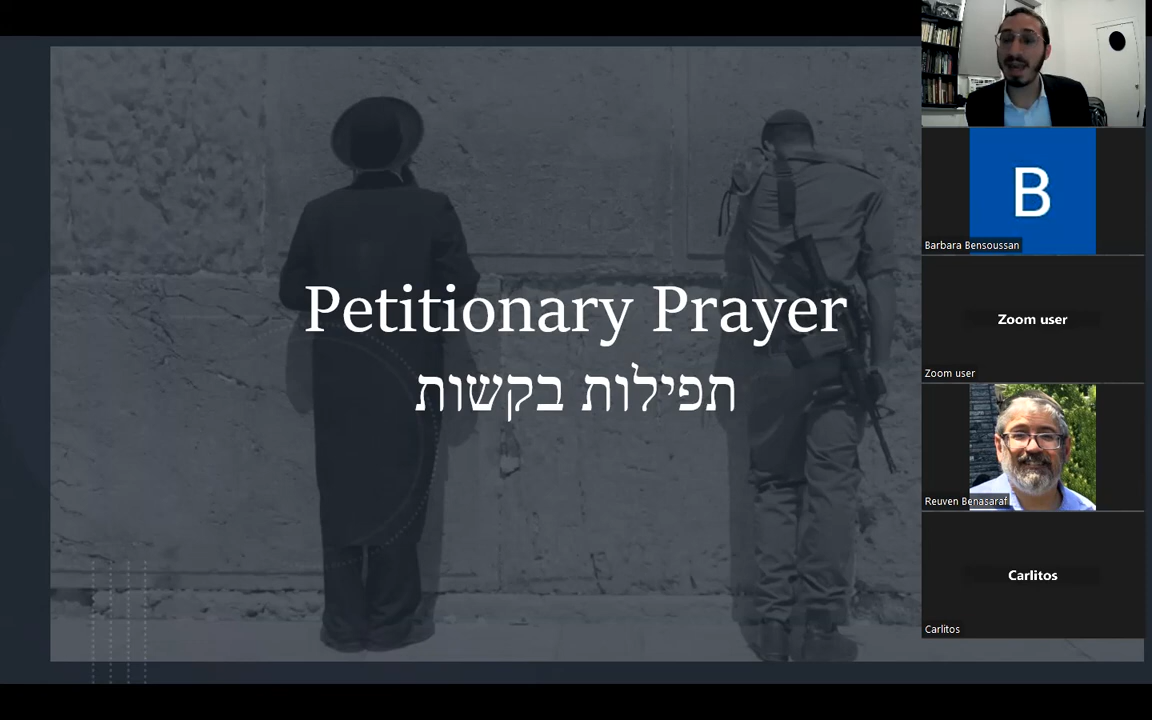 Petitionary Prayer
תפילות בקשות
B
Barbara Bensoussan
Zoom user
Zoom user
Reuven Benasaraf
Carlitos
Carlitos